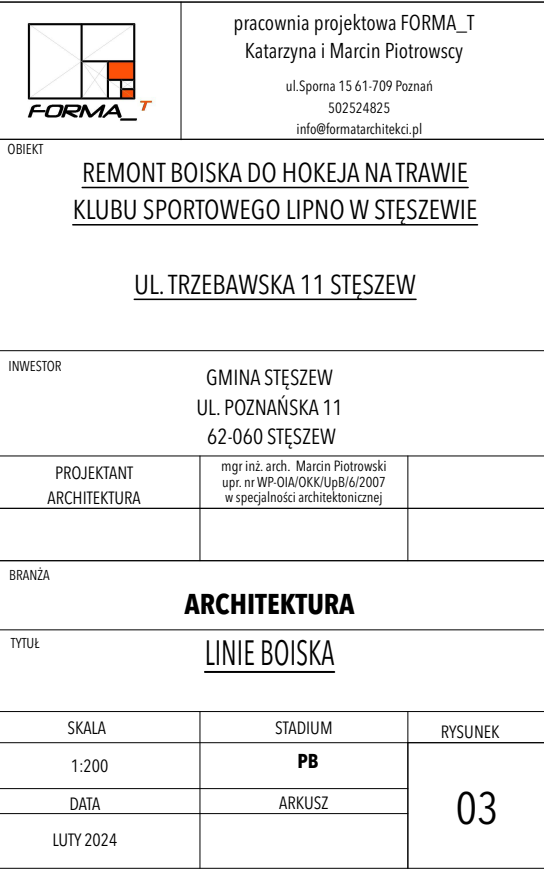 FORMA_T
pracownia projektowa FORMA_T
Katarzyna i Marcin Piotrowscy
ul.Sporna 15 61-709 Poznań
502524825
info@formatarchitekci.pl
OBIEKT
REMONT BOISKA DO HOKEJA NA TRAWIE
KLUBU SPORTOWEGO LIPNO W STĘSZEWIE
UL. TRZEBAWSKA 11 STĘSZEW
INWESTOR
GMINA STĘSZEW
UL. POZNAŃSKA 11
62-060 STĘSZEW
PROJEKTANT
ARCHITEKTURA
mgr inż. arch. Marcin Piotrowski
upr. nr WP-OIA/OKK/UpB/6/2007
w specjalności architektonicznej
BRANŻA
ARCHITEKTURA
TYTUŁ
LINIE BOISKA
SKALA
STADIUM
RYSUNEK
1:200
PB
03
DATA
ARKUSZ
LUTY 2024